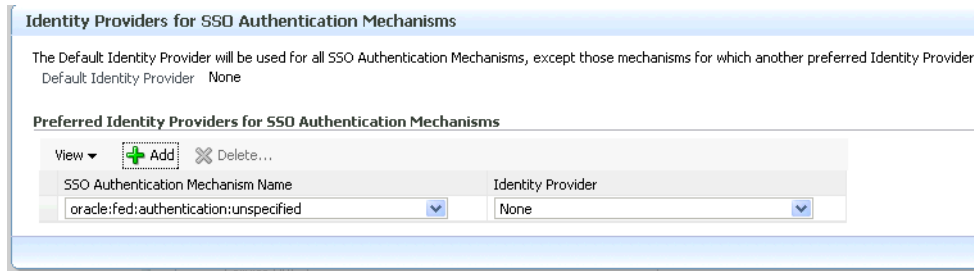 Identity Providers for SSO Authentication Mechanisms
The Default Identity Provider will be used for all SSO Authentication Mechanisms, except those mechanisms for which another preferred Identity Provider
Default Identity Provider None
Preferred Identity Providers for SSO Authentication Mechanisms
View Add Delete...
SSO Authentication Mechanism Name Identity Provider
oracle:fed:authentication:unspecified None